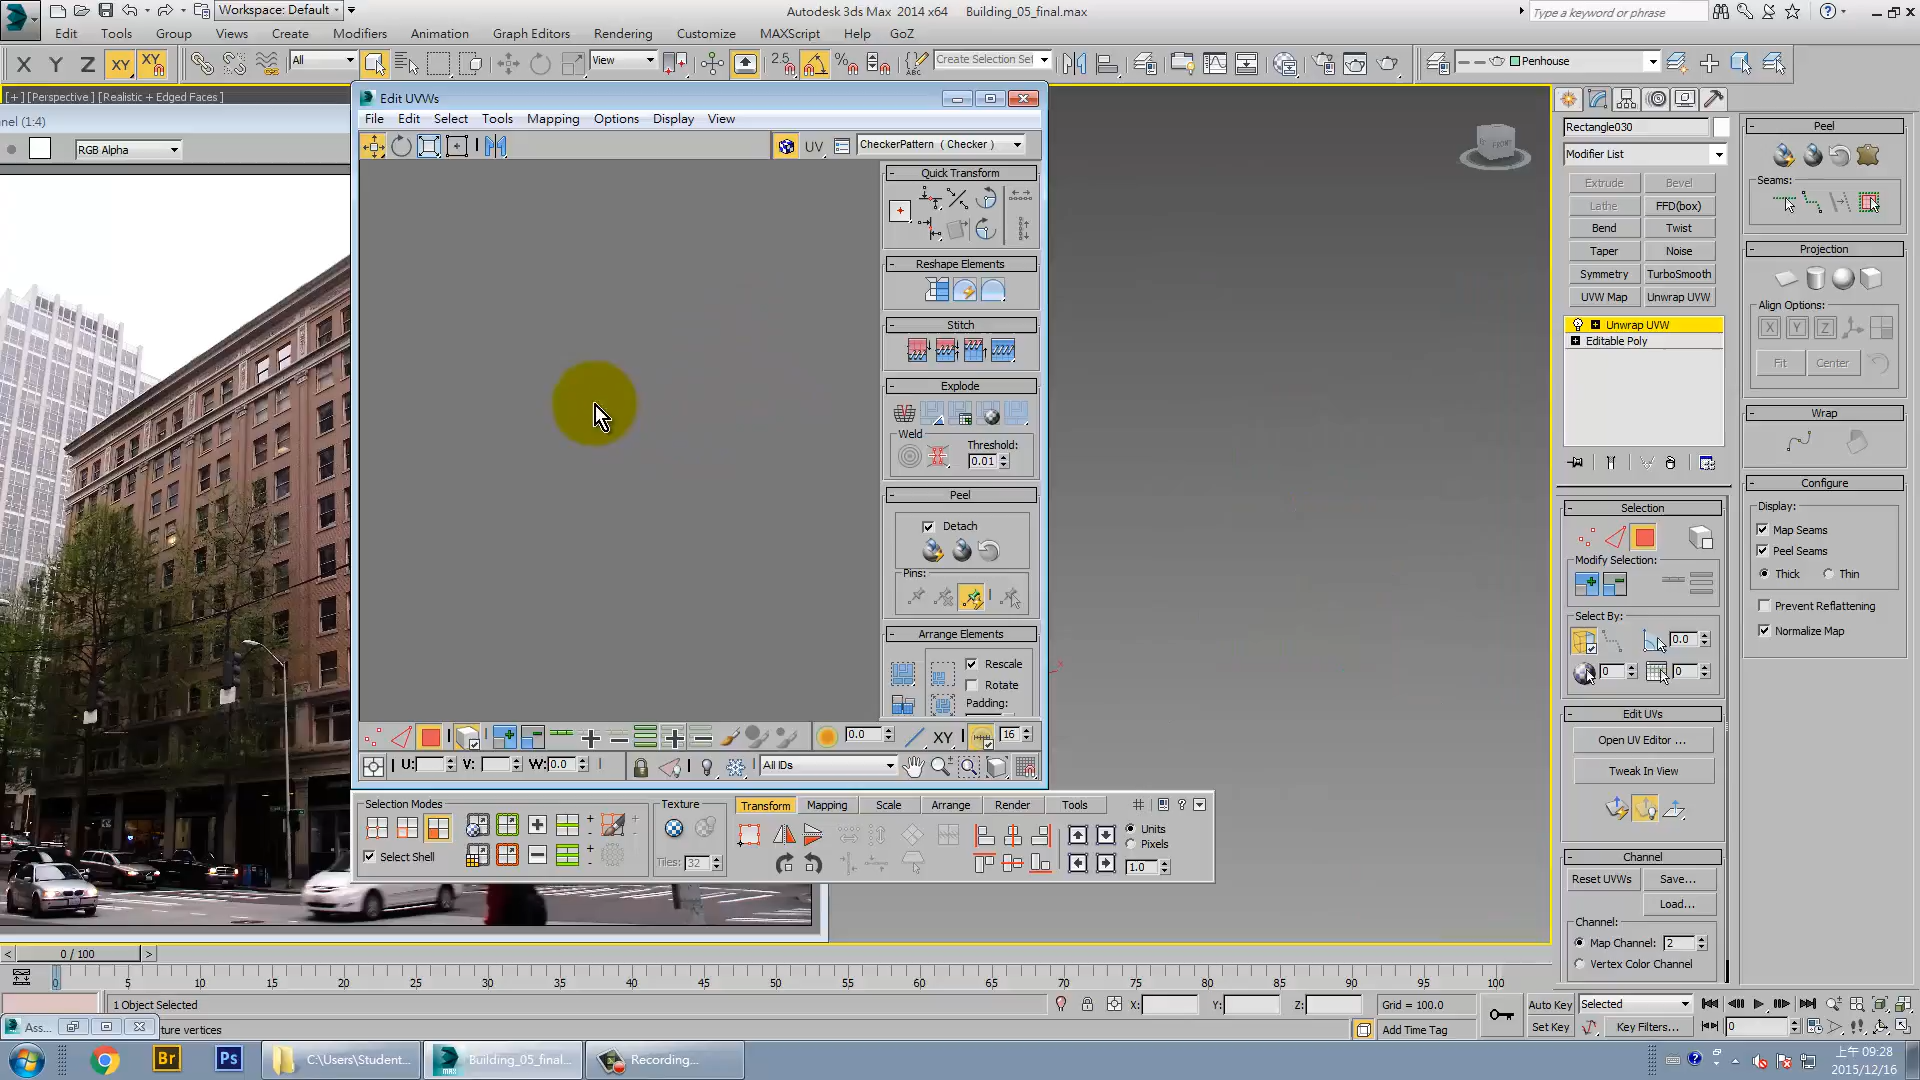 Workspace: Default
Autodesk 3ds Max 2014 x64 Building_05_final.max
Type a keyword or phrase
Edit Tools Group Views Create Modifiers Animation Graph Editors Rendering Customize MAXScript Help GoZ
X Y Z XY XY All View 2.5 Create Selection Set Penhouse
[+] [Perspective] [Realistic + Edged Faces]
nel (1:4)
RGB Alpha
Edit UVWs
File Edit Select Tools Mapping Options Display View
UV CheckerPattern ( Checker )
Quick Transform
Reshape Elements
Stitch
Explode
Weld
Threshold:
0.01
Peel
Detach
Pins:
Arrange Elements
Rescale
Rotate
Padding:
0.0 XY 16
U: V: W: 0.0 All IDs
Selection Modes
Select Shell
Texture
Tiles: 32
Transform Mapping Scale Arrange Render Tools
Units
Pixels
1.0
Rectangle030
Modifier List
Extrude Bevel
Lathe FFD(box)
Bend Twist
Taper Noise
Symmetry TurboSmooth
UVW Map Unwrap UVW
Unwrap UVW
Editable Poly
Selection
Modify Selection:
Select By:
0.0
0 0
Edit UVs
Open UV Editor ...
Tweak In View
Channel
Reset UVWs Save...
Load...
Channel:
Map Channel: 2
Vertex Color Channel
Peel
Seams:
Projection
Align Options:
X Y Z
Fit Center
Wrap
Configure
Display:
Map Seams
Peel Seams
Thick Thin
Prevent Reflattening
Normalize Map
< 0 / 100 >
0 5 10 15 20 25 30 35 40 45 50 55 60 65 70 75 80 85 90 95 100
1 Object Selected X: Y: Z: Grid = 100.0 Auto Key Selected
Ass... ture vertices Add Time Tag Set Key Key Filters... 0
Br Ps C:\Users\Student... Building_05_final... Recording...
上午 09:28
2015/12/16